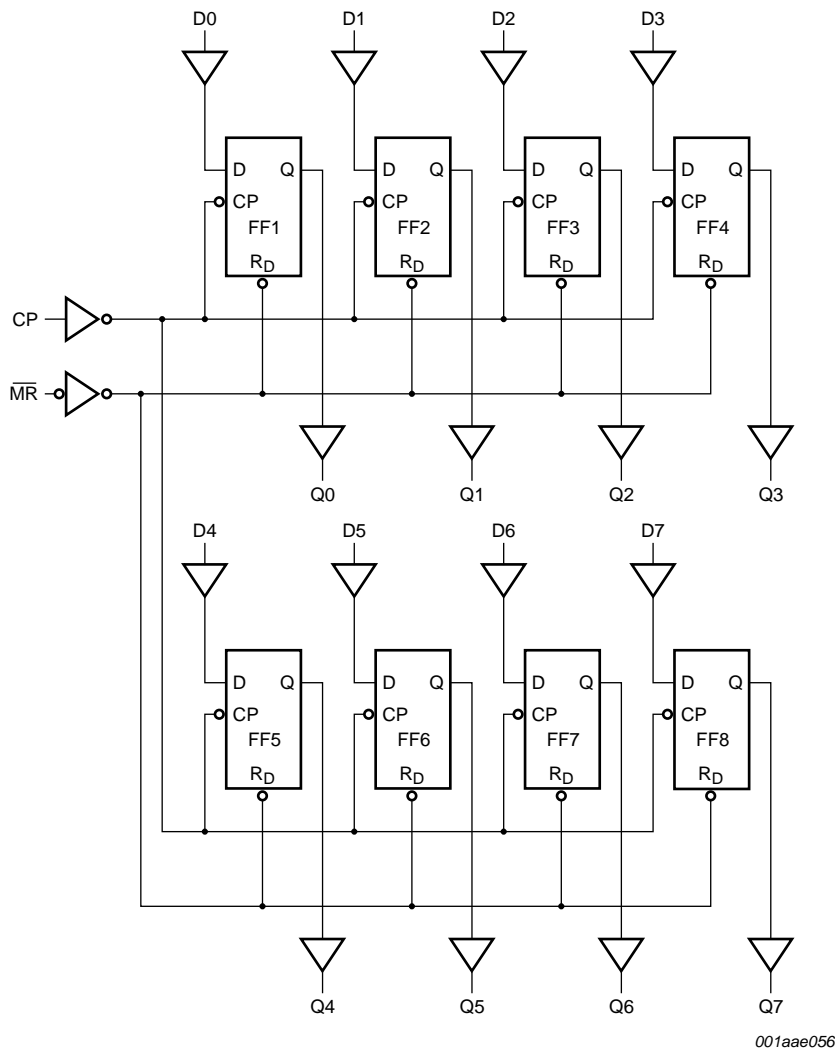 D0 D1 D2 D3
D Q D Q D Q D Q
CP CP CP CP
FF1 FF2 FF3 FF4
RD RD RD RD
CP
M̅R̅
Q0 Q1 Q2 Q3
D4 D5 D6 D7
D Q D Q D Q D Q
CP CP CP CP
FF5 FF6 FF7 FF8
RD RD RD RD
Q4 Q5 Q6 Q7
001aae056